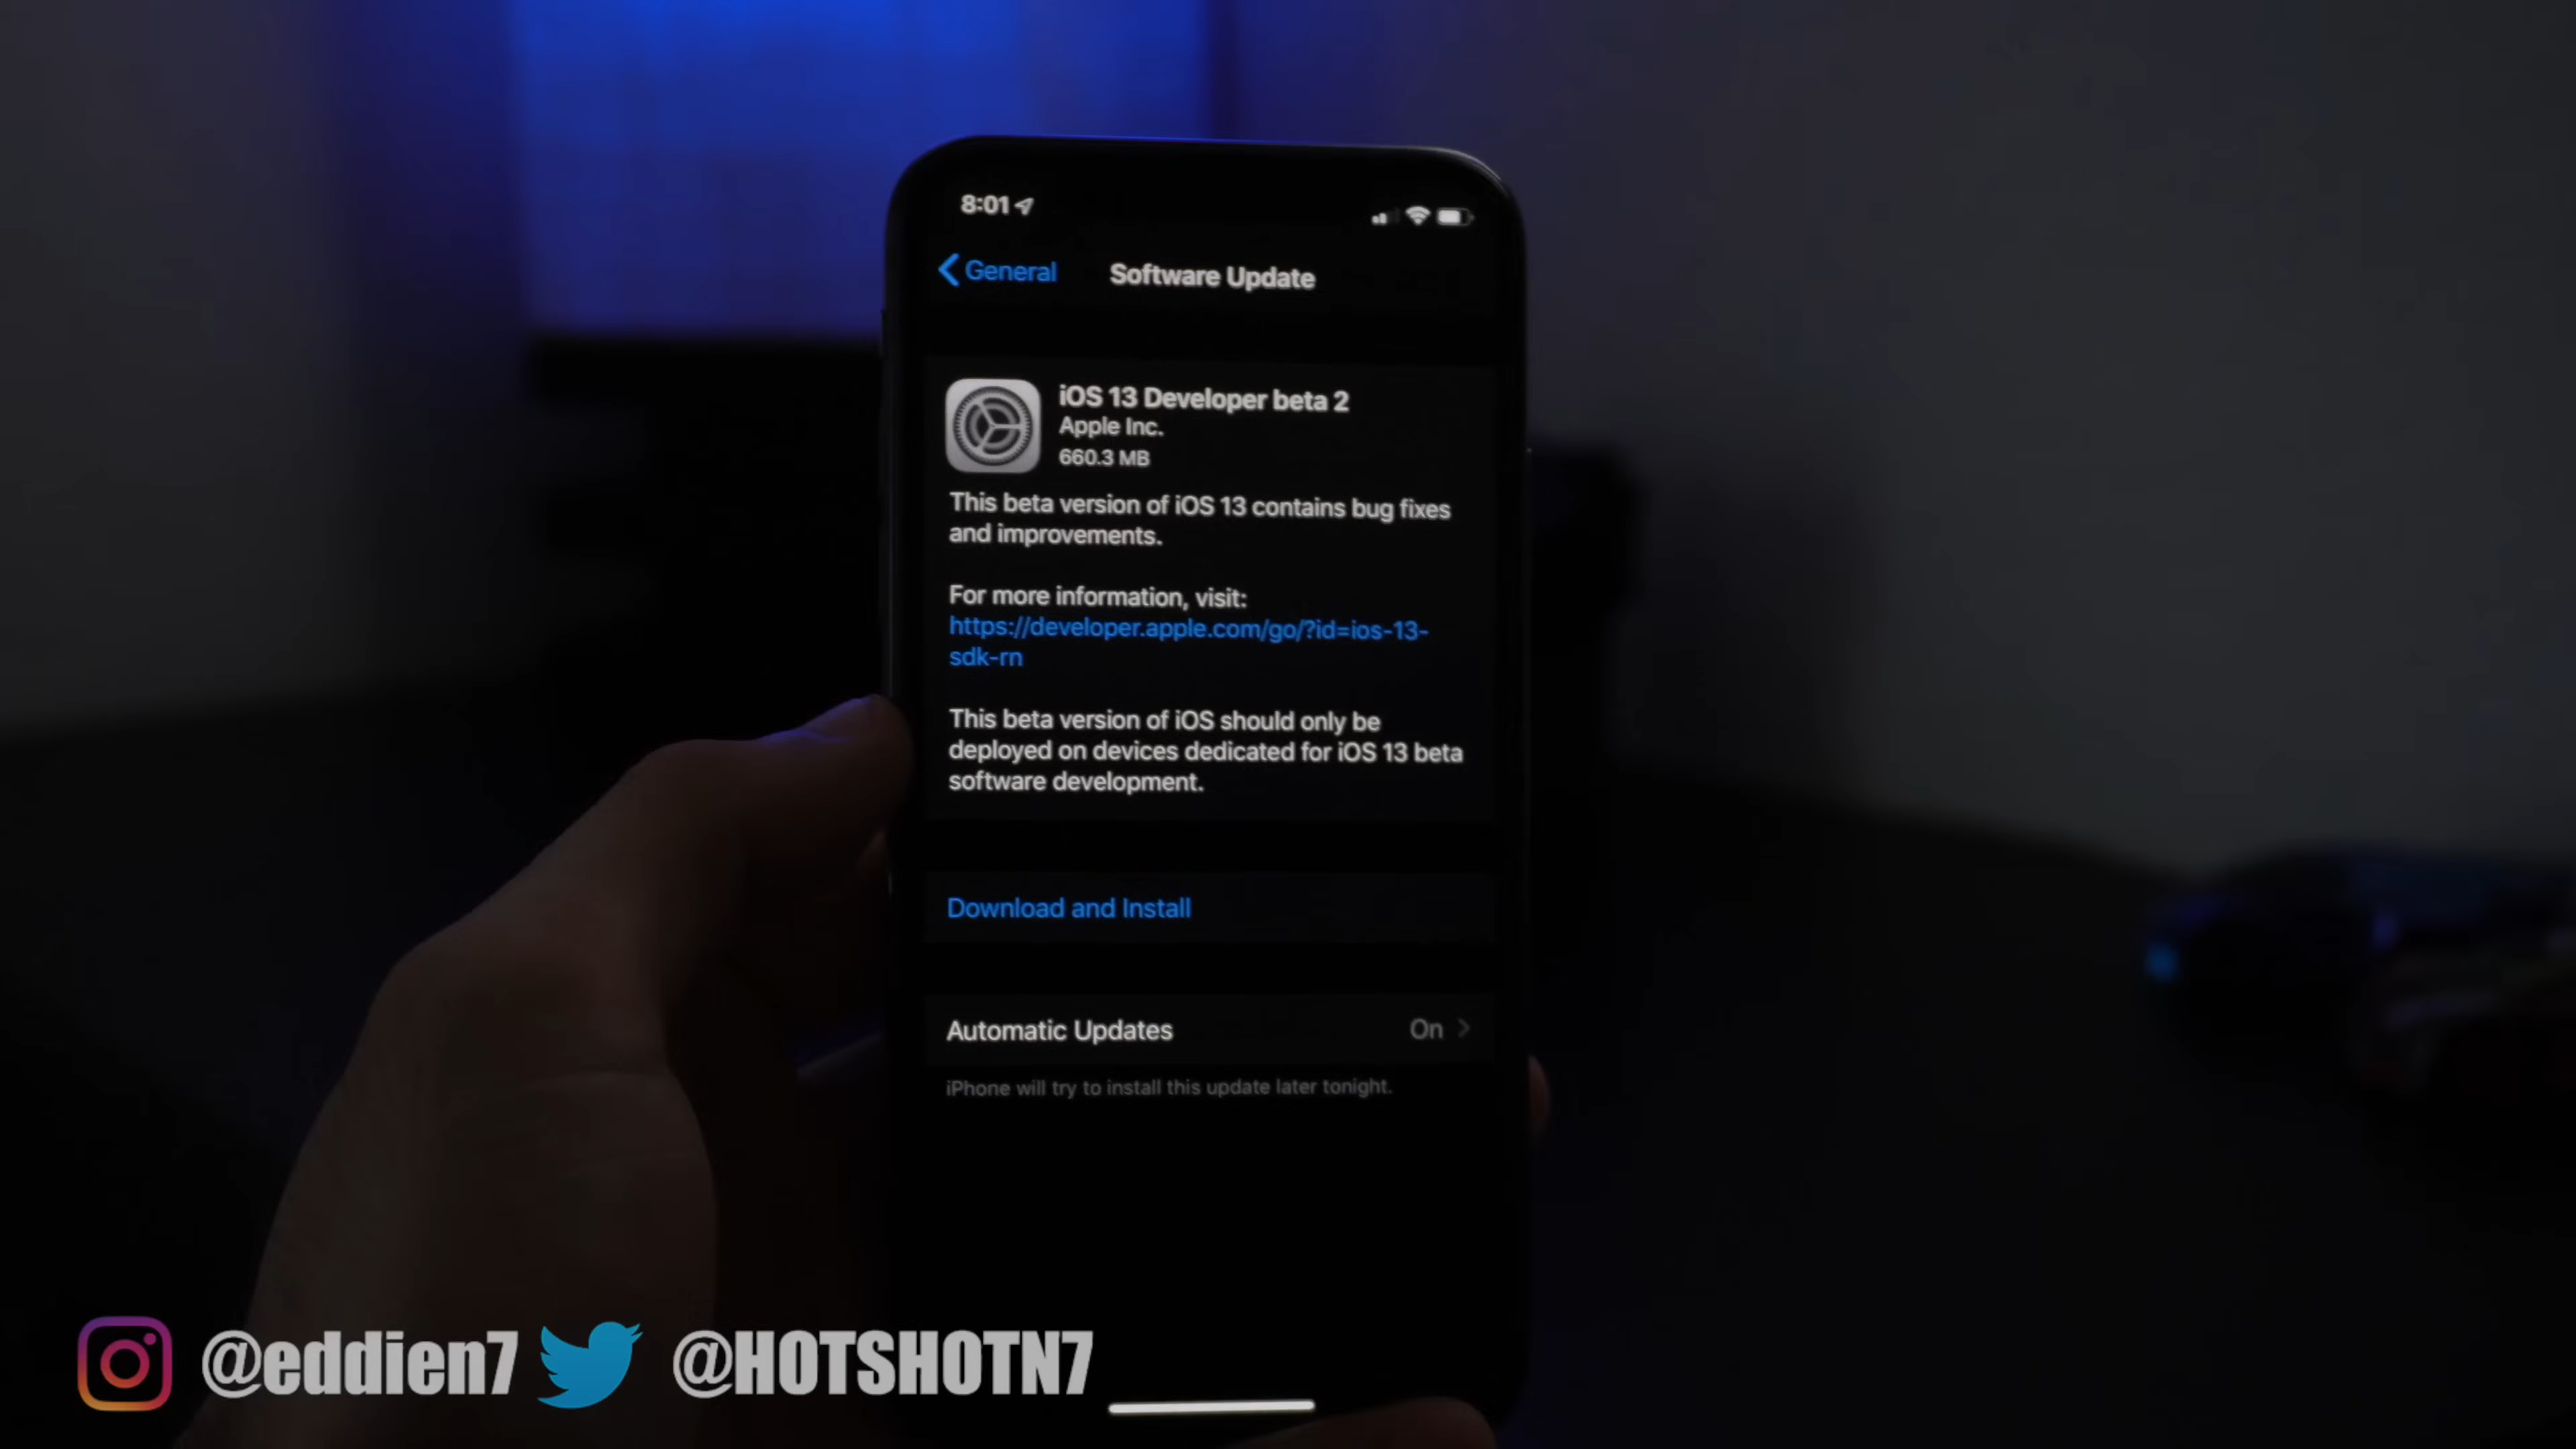 8:01
General
Software Update
iOS 13 Developer beta 2
Apple Inc.
660.3 MB
This beta version of iOS 13 contains bug fixes
and improvements.
For more information, visit:
https://developer.apple.com/go/?id=ios-13-
sdk-rn
This beta version of iOS should only be
deployed on devices dedicated for iOS 13 beta
software development.
Download and Install
Automatic Updates On
iPhone will try to install this update later tonight.
@eddien7 @HOTSHOTN7